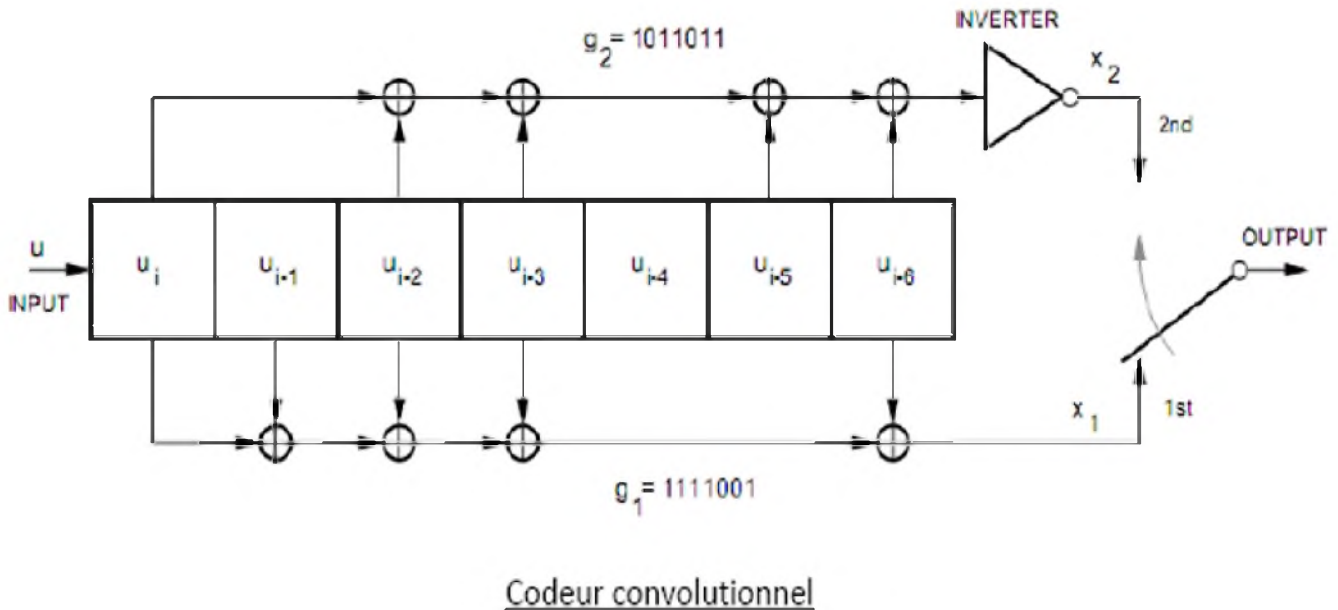 INVERTER
g2= 1011011
x2
2nd
u
INPUT
ui
ui-1
ui-2
ui-3
ui-4
ui-5
ui-6
OUTPUT
x1
1st
g1= 1111001
Codeur convolutionnel